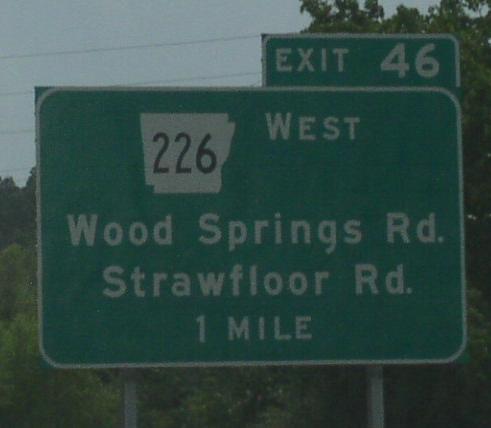 EXIT 46
226 WEST
Wood Springs Rd.
Strawfloor Rd.
1 MILE